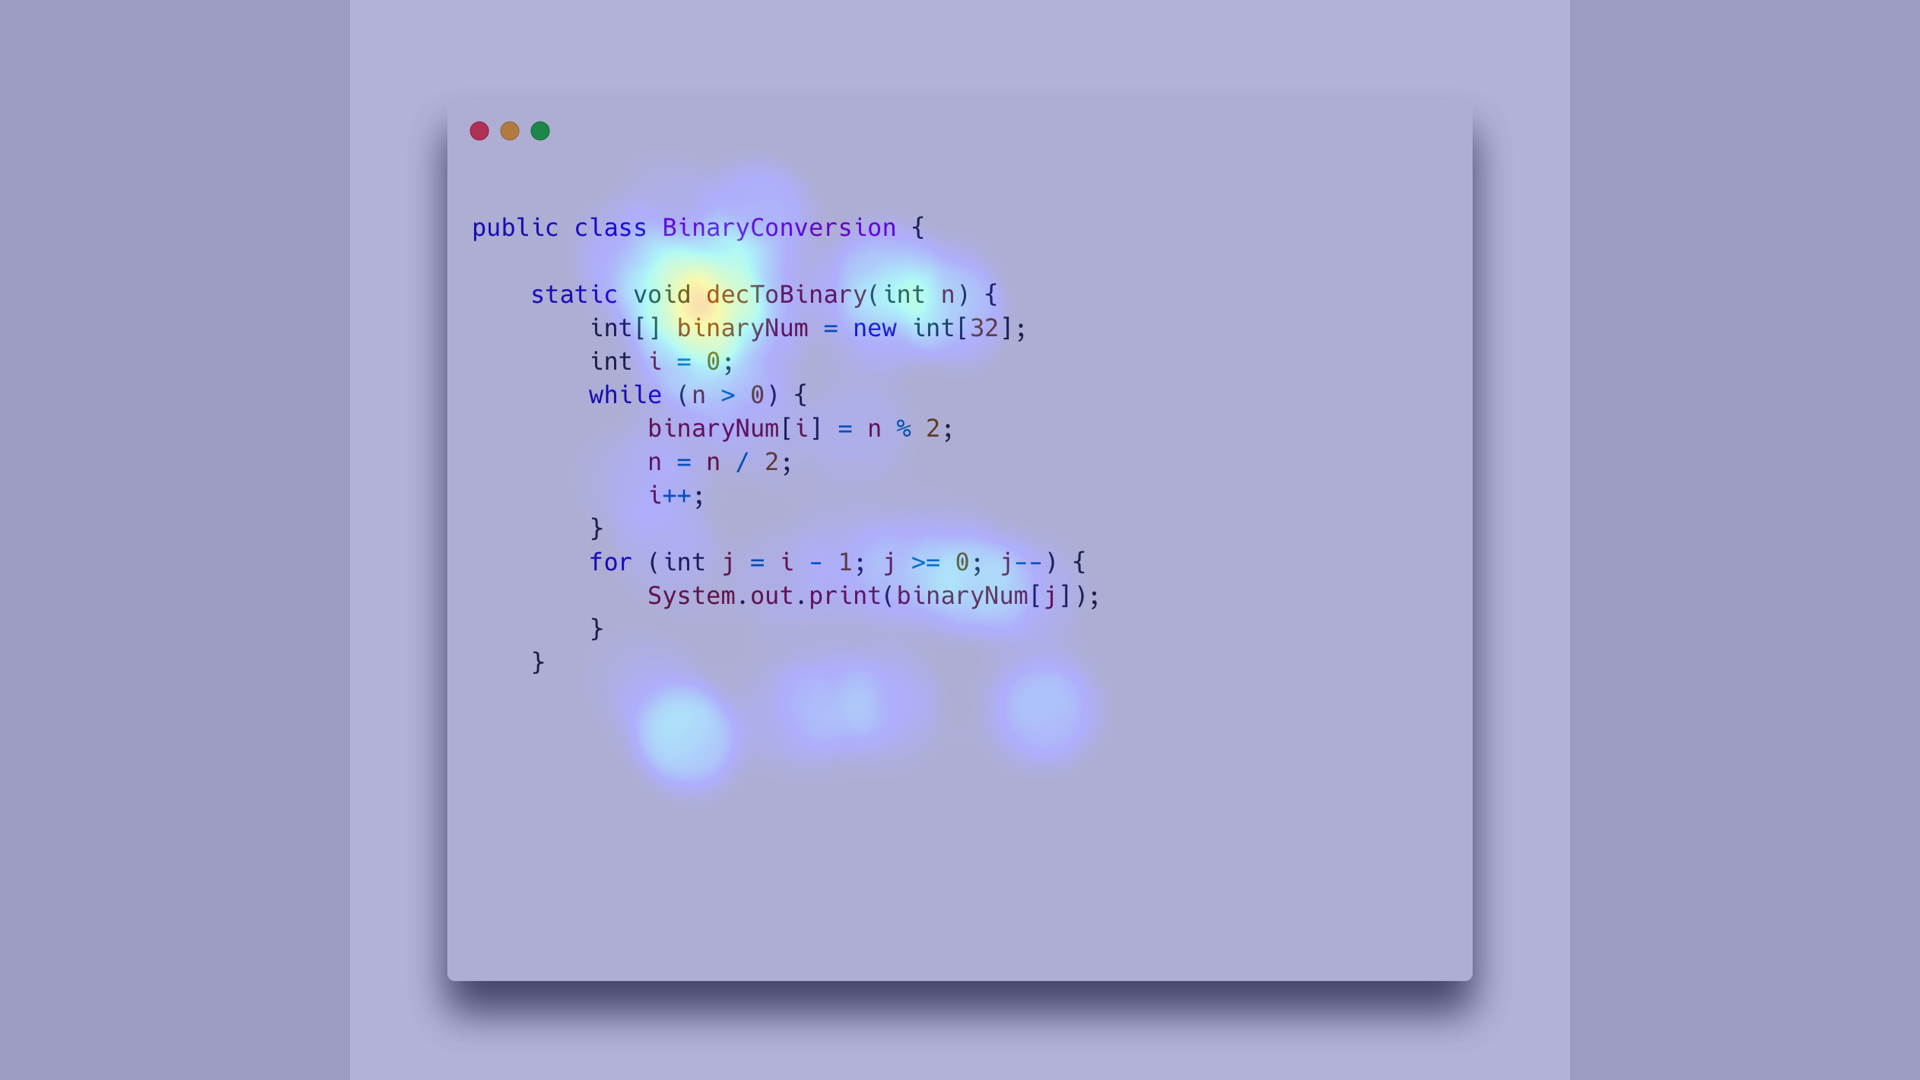 public class BinaryConversion {
static void decToBinary(int n) {
int[] binaryNum = new int[32];
int i = 0;
while (n > 0) {
binaryNum[i] = n % 2;
n = n / 2;
i++;
}
for (int j = i - 1; j >= 0; j--) {
System.out.print(binaryNum[j]);
}
}